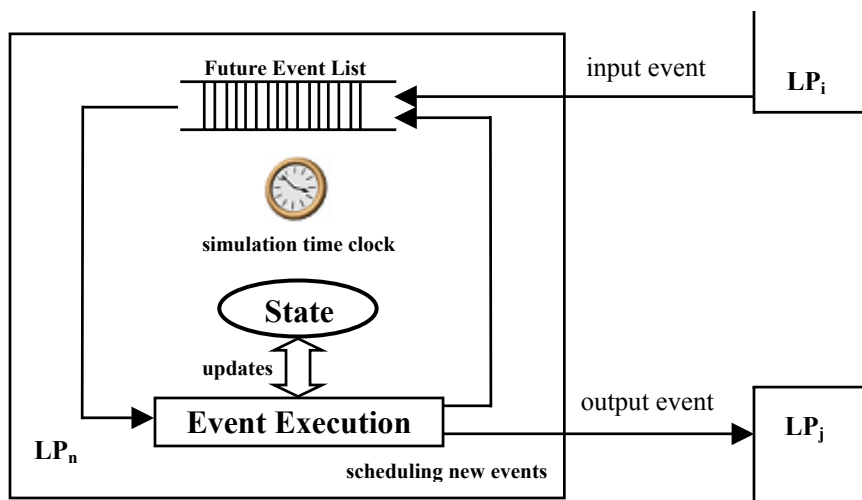 Future Event List
input event
LPi
simulation time clock
State
updates
Event Execution
output event
LPj
LPn
scheduling new events